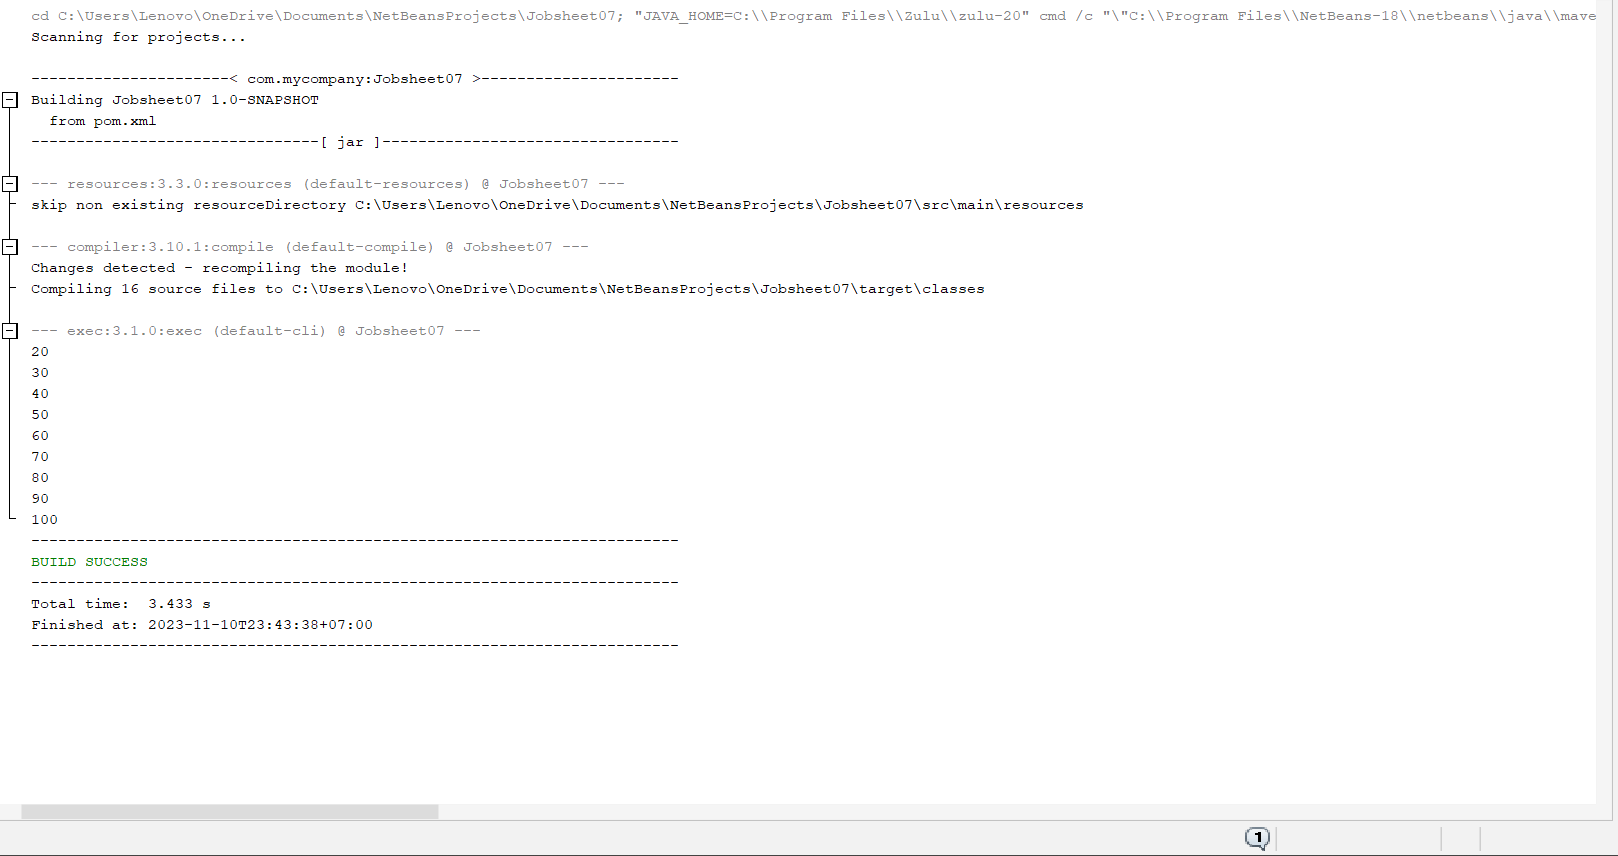 cd C:\Users\Lenovo\OneDrive\Documents\NetBeansProjects\Jobsheet07; "JAVA_HOME=C:\\Program Files\\Zulu\\zulu-20" cmd /c "\"C:\\Program Files\\NetBeans-18\\netbeans\\java\\mave
Scanning for projects...
----------------------< com.mycompany:Jobsheet07 >----------------------
Building Jobsheet07 1.0-SNAPSHOT
  from pom.xml
--------------------------------[ jar ]---------------------------------
--- resources:3.3.0:resources (default-resources) @ Jobsheet07 ---
skip non existing resourceDirectory C:\Users\Lenovo\OneDrive\Documents\NetBeansProjects\Jobsheet07\src\main\resources
--- compiler:3.10.1:compile (default-compile) @ Jobsheet07 ---
Changes detected - recompiling the module!
Compiling 16 source files to C:\Users\Lenovo\OneDrive\Documents\NetBeansProjects\Jobsheet07\target\classes
--- exec:3.1.0:exec (default-cli) @ Jobsheet07 ---
20
30
40
50
60
70
80
90
100
------------------------------------------------------------------------
BUILD SUCCESS
------------------------------------------------------------------------
Total time:  3.433 s
Finished at: 2023-11-10T23:43:38+07:00
------------------------------------------------------------------------
1